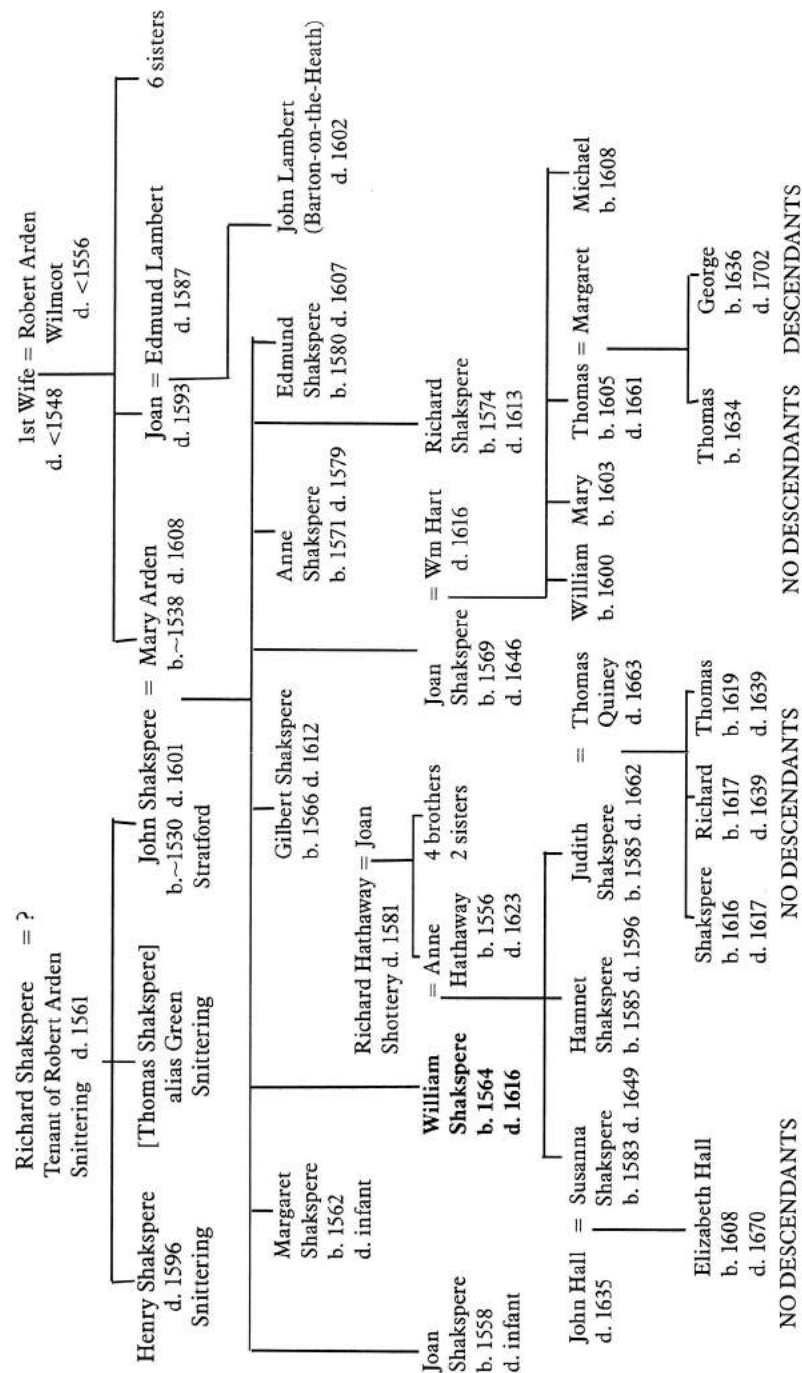 Richard Shakspere = ?
Tenant of Robert Arden
Snittering d. 1561
1st Wife = Robert Arden
d. <1548
Wilmcot
d. <1556
Henry Shakspere
d. 1596
Snittering
[Thomas Shakspere]
alias Green
Snittering
John Shakspere = Mary Arden
b.~1530 d. 1601
Stratford
b.~1538 d. 1608
Joan = Edmund Lambert
d. 1593
d. 1587
6 sisters
Joan
Shakspere
b. 1558
d. infant
Margaret
Shakspere
b. 1562
d. infant
William
Shakspere
b. 1564
d. 1616
Gilbert Shakspere
b. 1566 d. 1612
Joan
Shakspere
b. 1569
d. 1646
= Wm Hart
d. 1616
Anne
Shakspere
b. 1571 d. 1579
Richard
Shakspere
b. 1574
d. 1613
Edmund
Shakspere
b. 1580 d. 1607
John Lambert
(Barton-on-the-Heath)
d. 1602
Richard Hathaway = Joan
Shottery d. 1581
= Anne
Hathaway
b. 1556
d. 1623
4 brothers
2 sisters
John Hall =
d. 1635
Susanna
Shakspere
b. 1583 d. 1649
Hamnet
Shakspere
b. 1585 d. 1596
Judith
Shakspere
b. 1585 d. 1662
= Thomas
Quiney
d. 1663
William
b. 1600
Mary
b. 1603
Thomas = Margaret
b. 1605
d. 1661
Michael
b. 1608
Elizabeth Hall
b. 1608
d. 1670
Shakspere
b. 1616
d. 1617
Richard
b. 1617
d. 1639
Thomas
b. 1619
d. 1639
Thomas
b. 1634
George
b. 1636
d. 1702
NO DESCENDANTS
NO DESCENDANTS
NO DESCENDANTS
DESCENDANTS